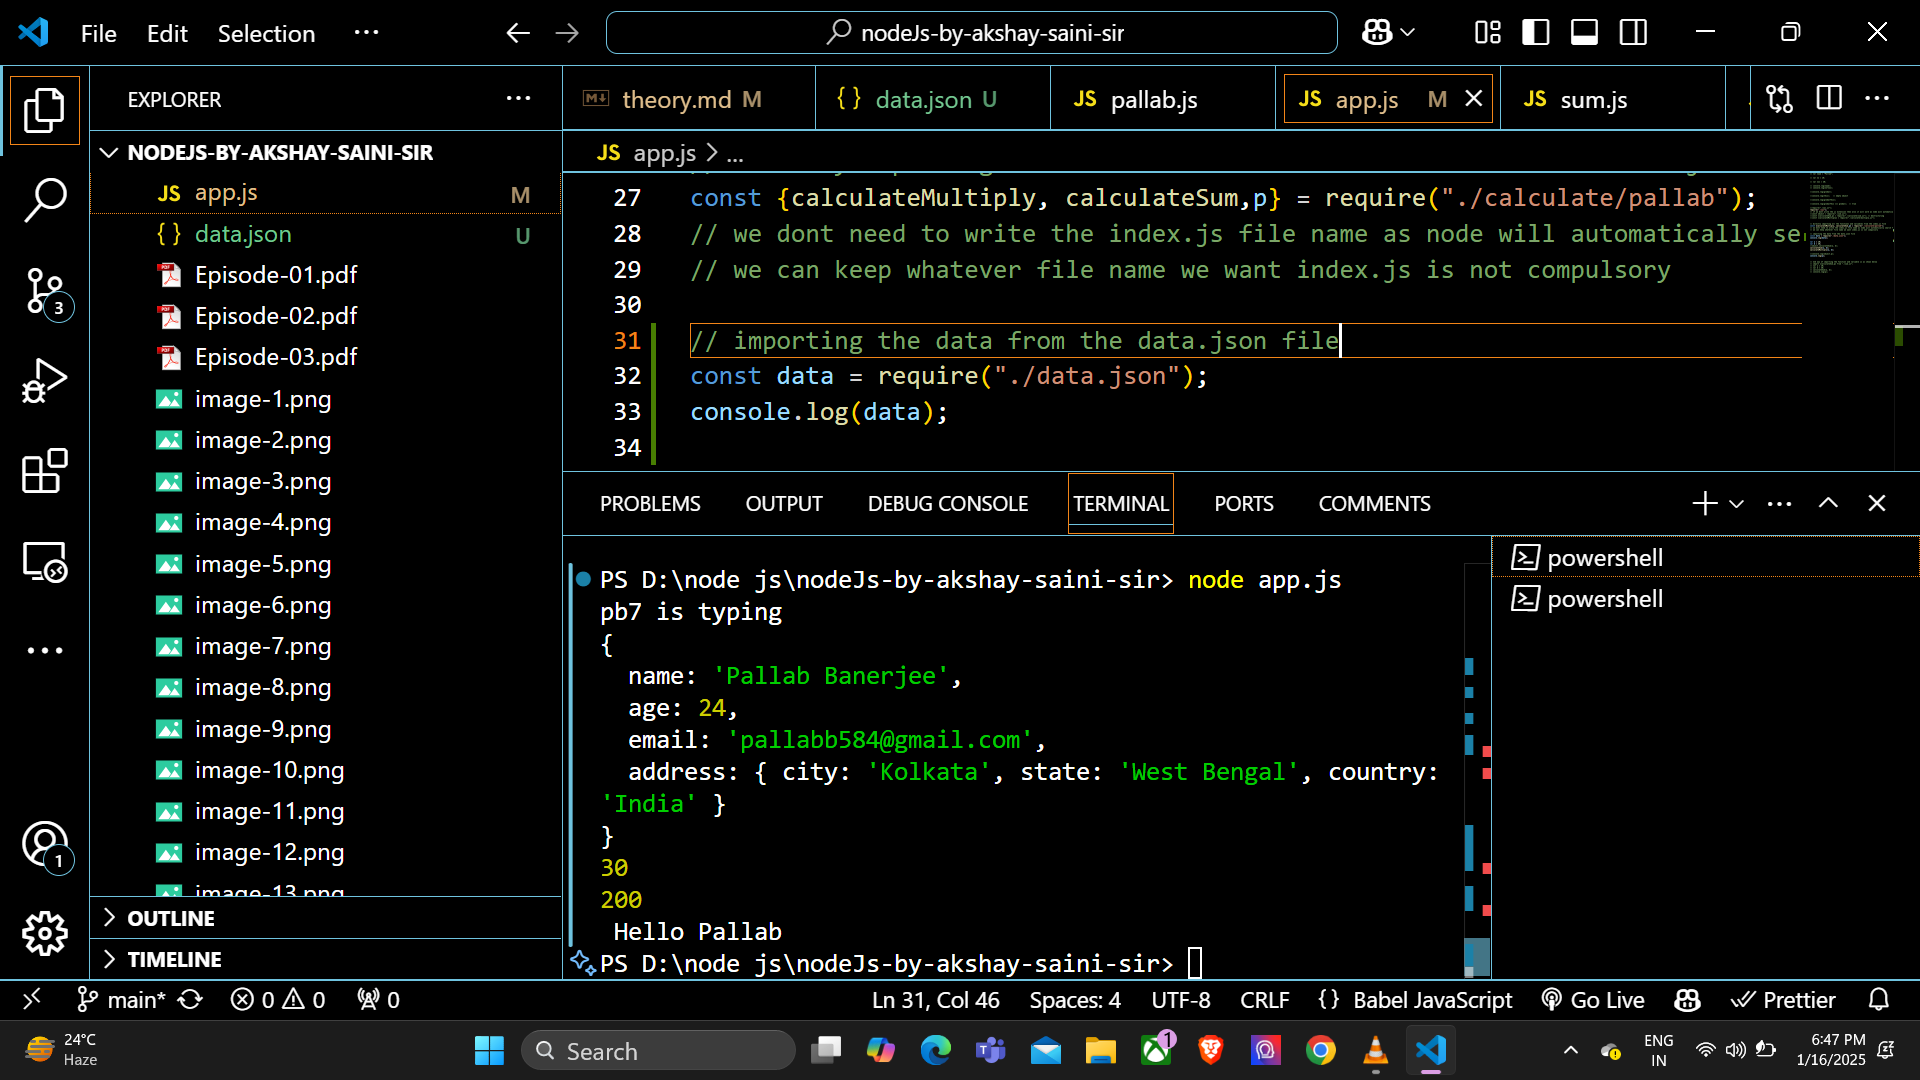 File Edit Selection ...
nodeJs-by-akshay-saini-sir
EXPLORER
NODEJS-BY-AKSHAY-SAINI-SIR
JS app.js M
{} data.json U
Episode-01.pdf
Episode-02.pdf
Episode-03.pdf
image-1.png
image-2.png
image-3.png
image-4.png
image-5.png
image-6.png
image-7.png
image-8.png
image-9.png
image-10.png
image-11.png
image-12.png
image-13.png
OUTLINE
TIMELINE
3
1
theory.md M
{} data.json U
JS pallab.js
JS app.js M
JS sum.js
JS app.js > ...
27 const {calculateMultiply, calculateSum,p} = require("./calculate/pallab");
28 // we dont need to write the index.js file name as node will automatically
29 // we can keep whatever file name we want index.js is not compulsory
30
31 // importing the data from the data.json file
32 const data = require("./data.json");
33 console.log(data);
34
PROBLEMS OUTPUT DEBUG CONSOLE TERMINAL PORTS COMMENTS
PS D:\node js\nodeJs-by-akshay-saini-sir> node app.js
pb7 is typing
{
name: 'Pallab Banerjee',
age: 24,
email: 'pallabb584@gmail.com',
address: { city: 'Kolkata', state: 'West Bengal', country:
'India' }
}
30
200
Hello Pallab
PS D:\node js\nodeJs-by-akshay-saini-sir>
powershell
powershell
main* 0 0 0
Ln 31, Col 46 Spaces: 4 UTF-8 CRLF {} Babel JavaScript Go Live Prettier
24°C
Haze
Search
1
ENG
IN
6:47 PM
1/16/2025